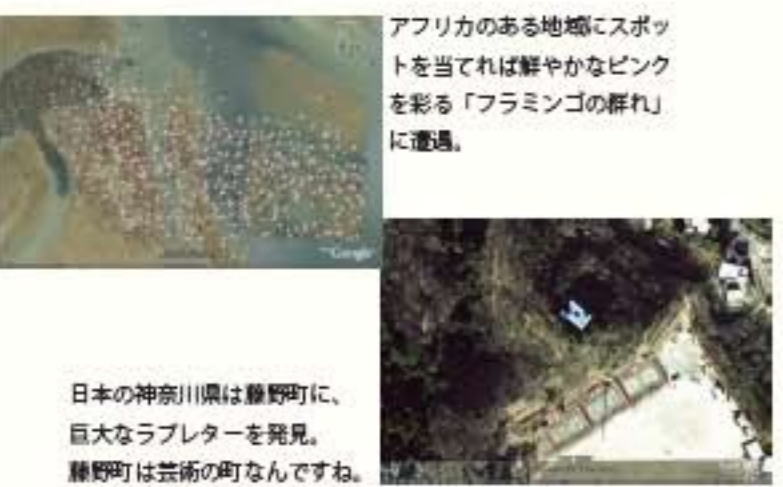 アフリカのある地域にスポッ
トを当てれば鮮やかなピンク
を彩る「フラミンゴの群れ」
に遭遇。
Google
日本の神奈川県は藤野町に、
巨大なラブレターを発見。
藤野町は芸術の町なんですね。